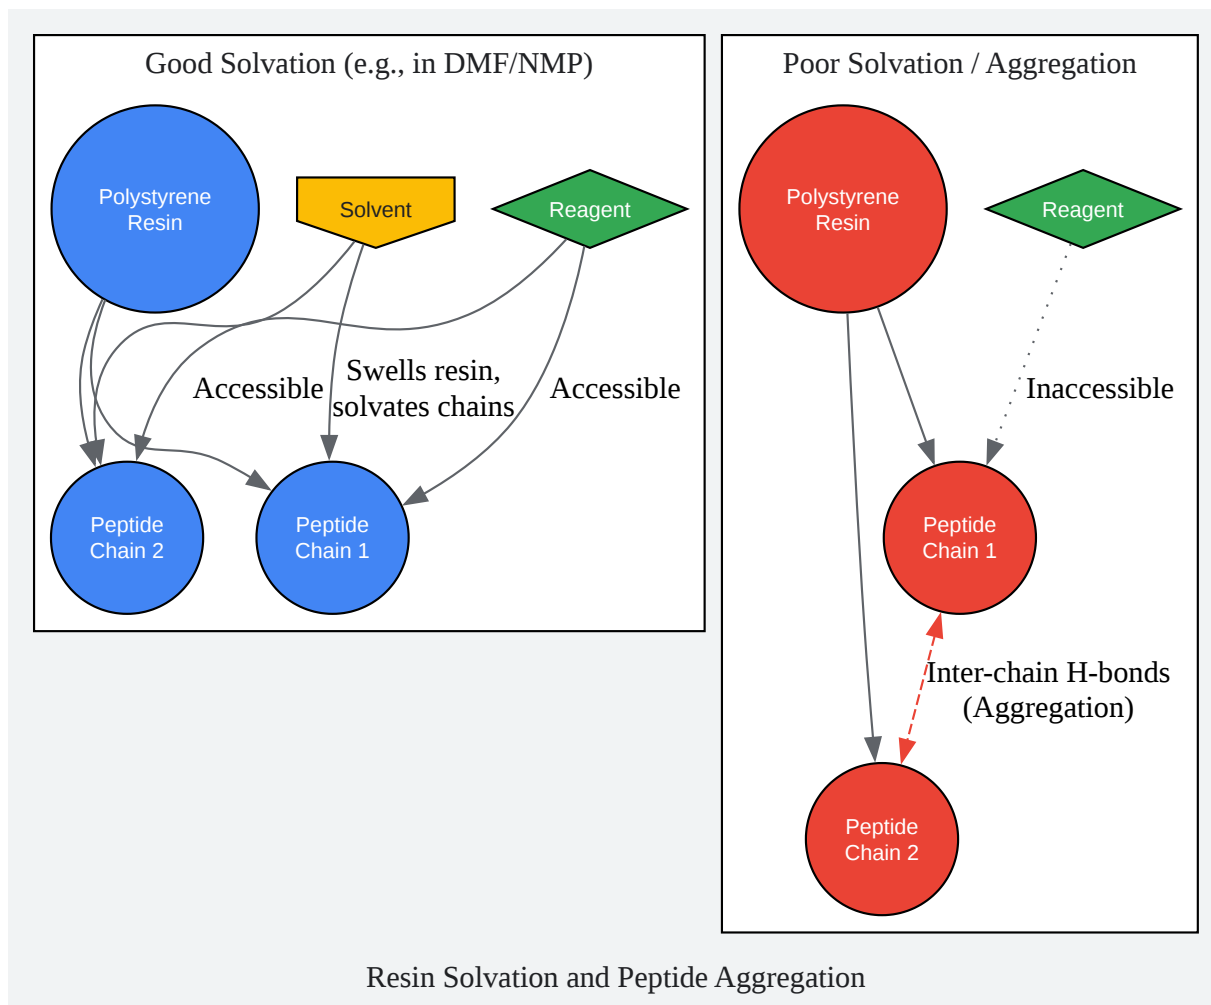 Good Solvation (e.g., in DMF/NMP)
Polystyrene
Resin
Solvent
Reagent
Accessible
Swells resin,
solvates chains
Accessible
Peptide
Chain 2
Peptide
Chain 1
Poor Solvation / Aggregation
Polystyrene
Resin
Reagent
Inaccessible
Peptide
Chain 1
Inter-chain H-bonds
(Aggregation)
Peptide
Chain 2
Resin Solvation and Peptide Aggregation